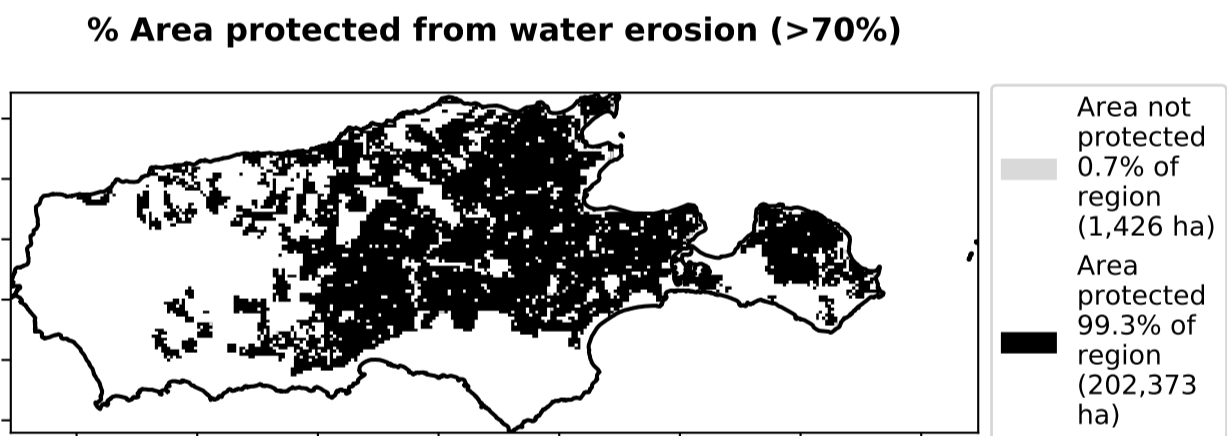 % Area protected from water erosion (>70%)
Area not
protected
0.7% of
region
(1,426 ha)
Area
protected
99.3% of
region
(202,373
ha)